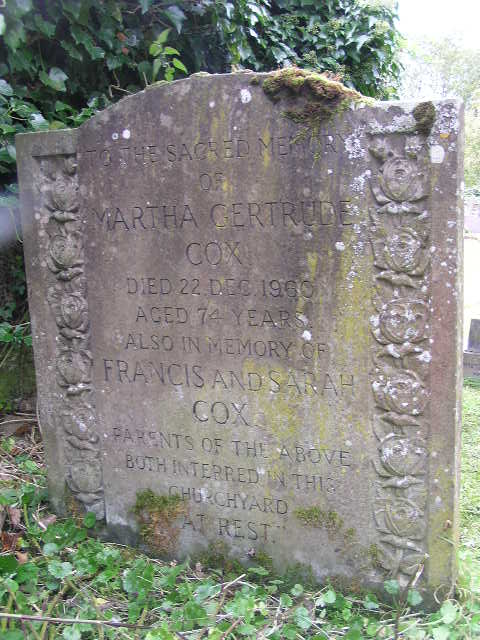 TO THE SACRED MEMORY
OF
MARTHA GERTRUDE
COX
DIED 22 DEC 1960
AGED 74 YEARS.
ALSO IN MEMORY OF
FRANCIS AND SARAH
COX
PARENTS OF THE ABOVE
BOTH INTERRED IN THIS
CHURCHYARD
AT REST.